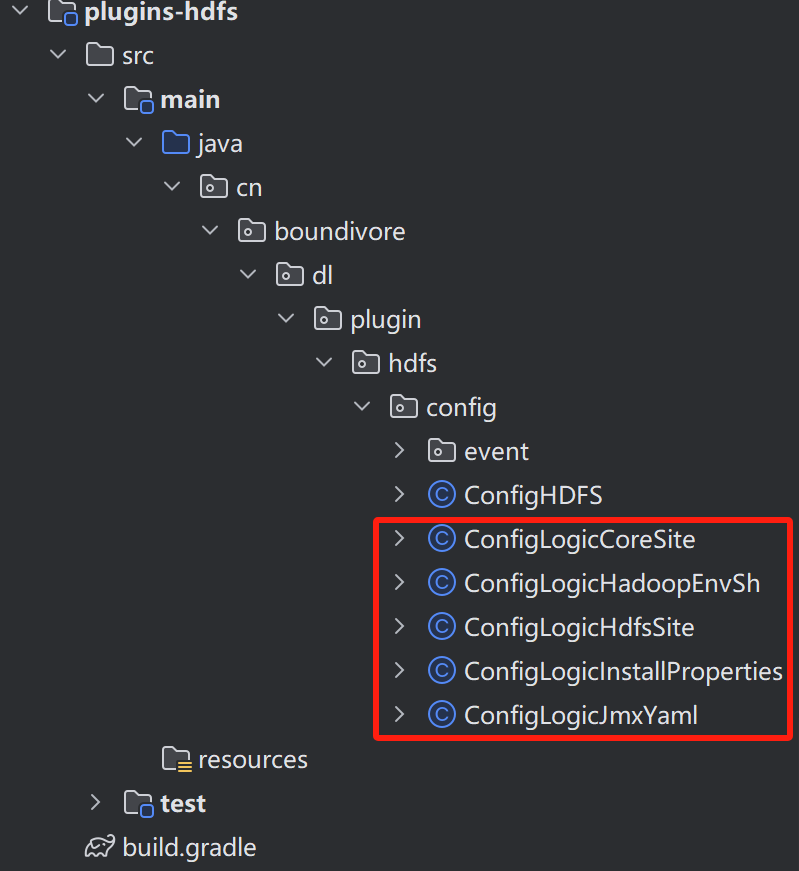 plugins-hdfs
src
main
java
cn
boundivore
dl
plugin
hdfs
config
event
ConfigHDFS
ConfigLogicCoreSite
ConfigLogicHadoopEnvSh
ConfigLogicHdfsSite
ConfigLogicInstallProperties
ConfigLogicJmxYaml
resources
test
build.gradle